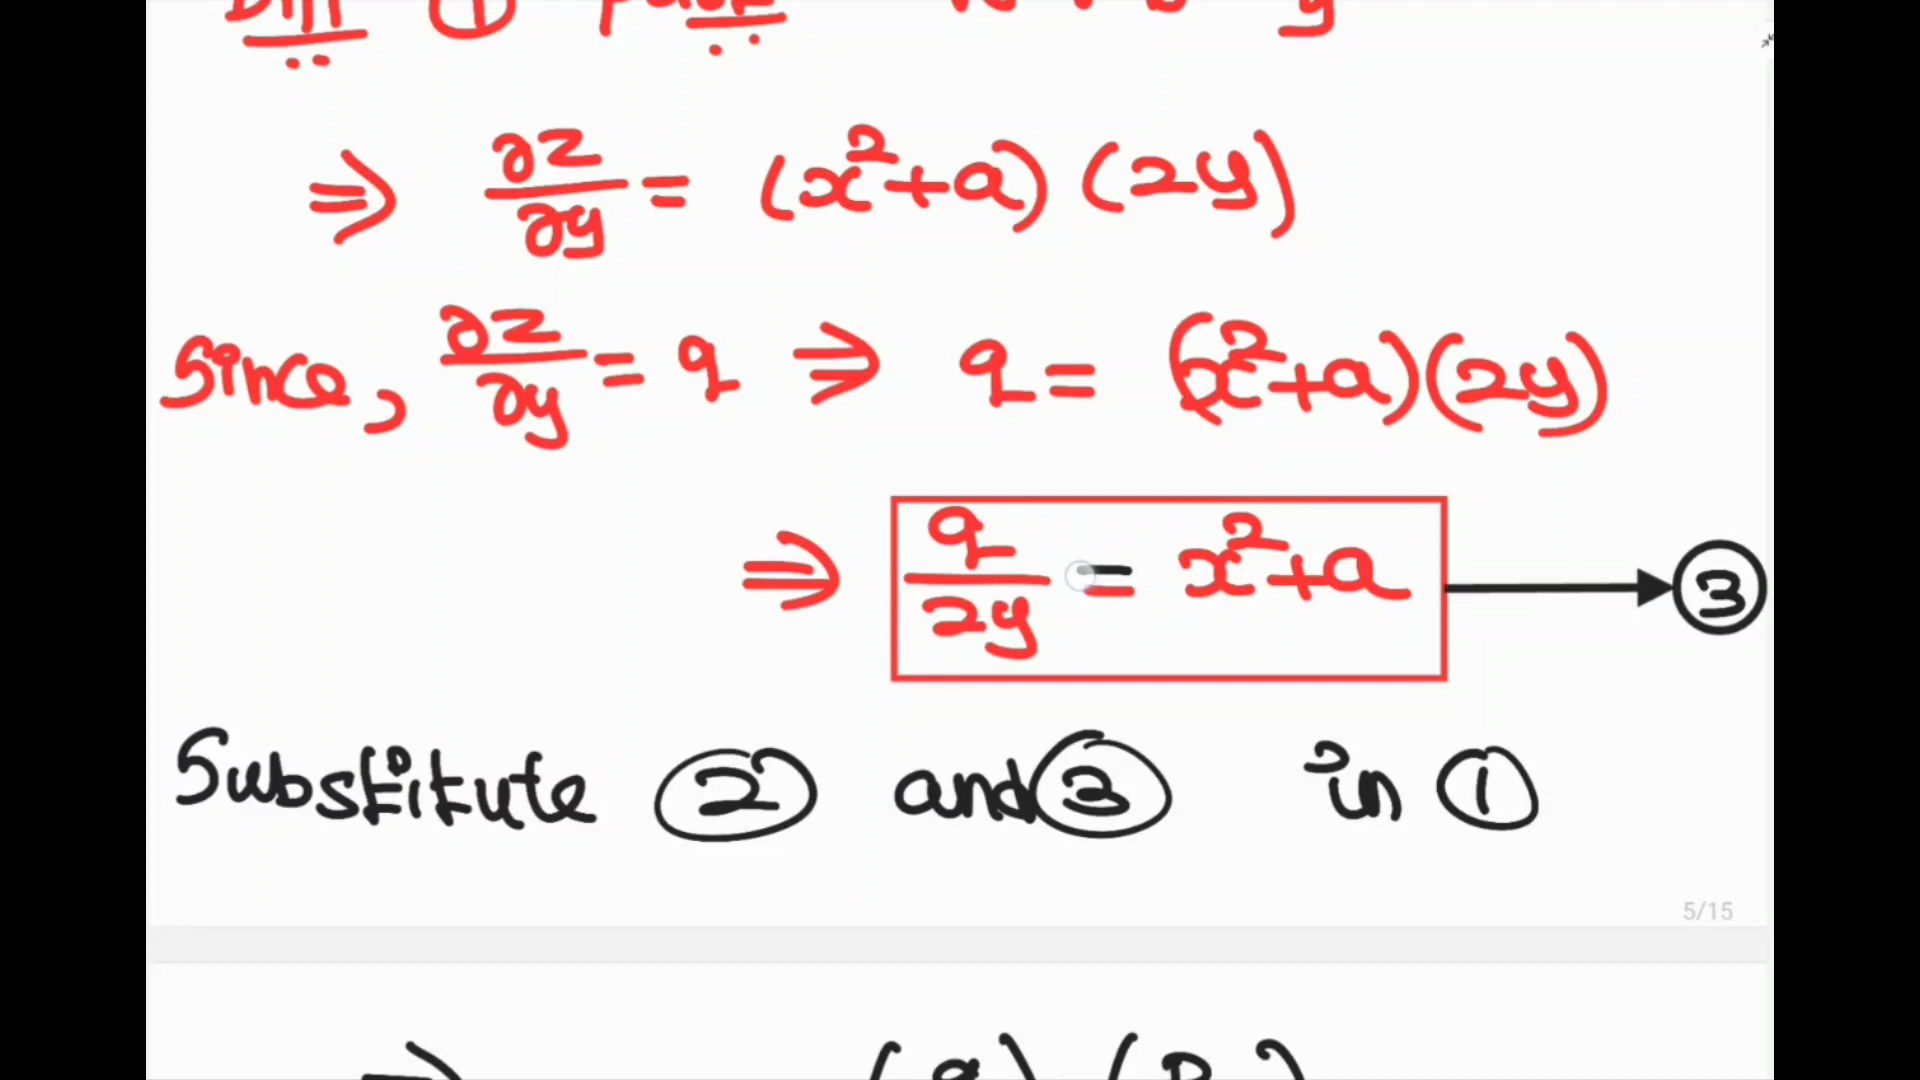 ⇒ ∂z/∂y = (x²+a)(2y)
Since, ∂z/∂y = q ⇒ q = (x²+a)(2y)
⇒ q/2y = x²+a → ③
Substitute ② and ③ in ①
5/15